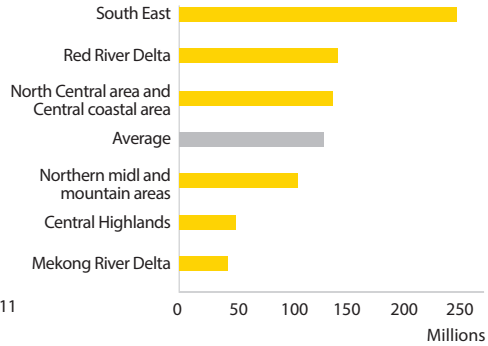 South East
Red River Delta
North Central area and
Central coastal area
Average
Northern midl and
mountain areas
Central Highlands
Mekong River Delta
11
0 50 100 150 200 250
Millions